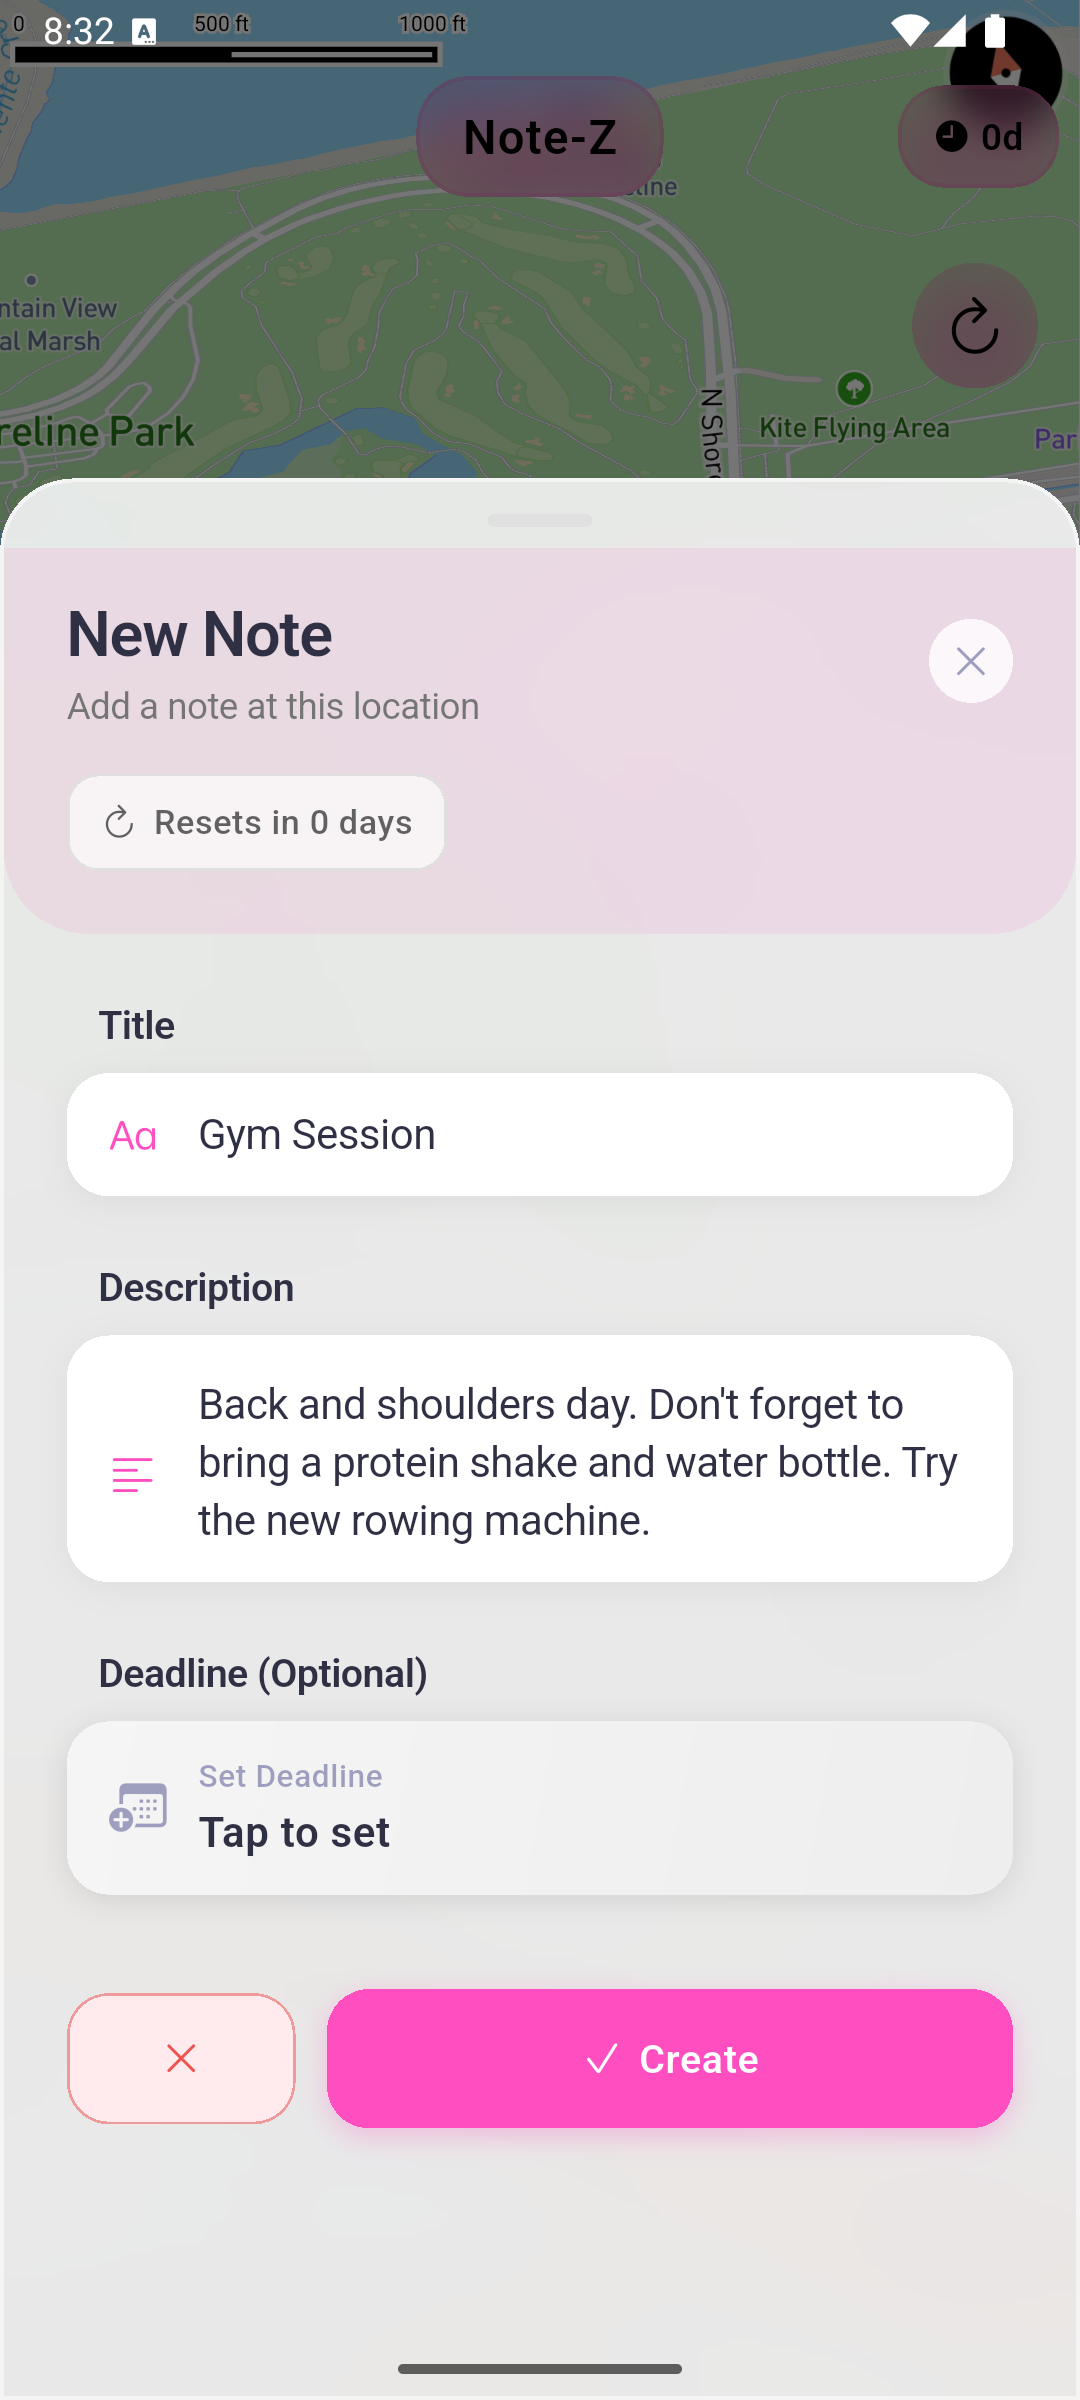 0
500 ft
1000 ft
8:32
Note-Z
0d
ntain View
al Marsh
reline Park
N Shor
Kite Flying Area
Par
New Note
Add a note at this location
Resets in 0 days
Title
Aa Gym Session
Description
Back and shoulders day. Don't forget to
bring a protein shake and water bottle. Try
the new rowing machine.
Deadline (Optional)
Set Deadline
Tap to set
Create